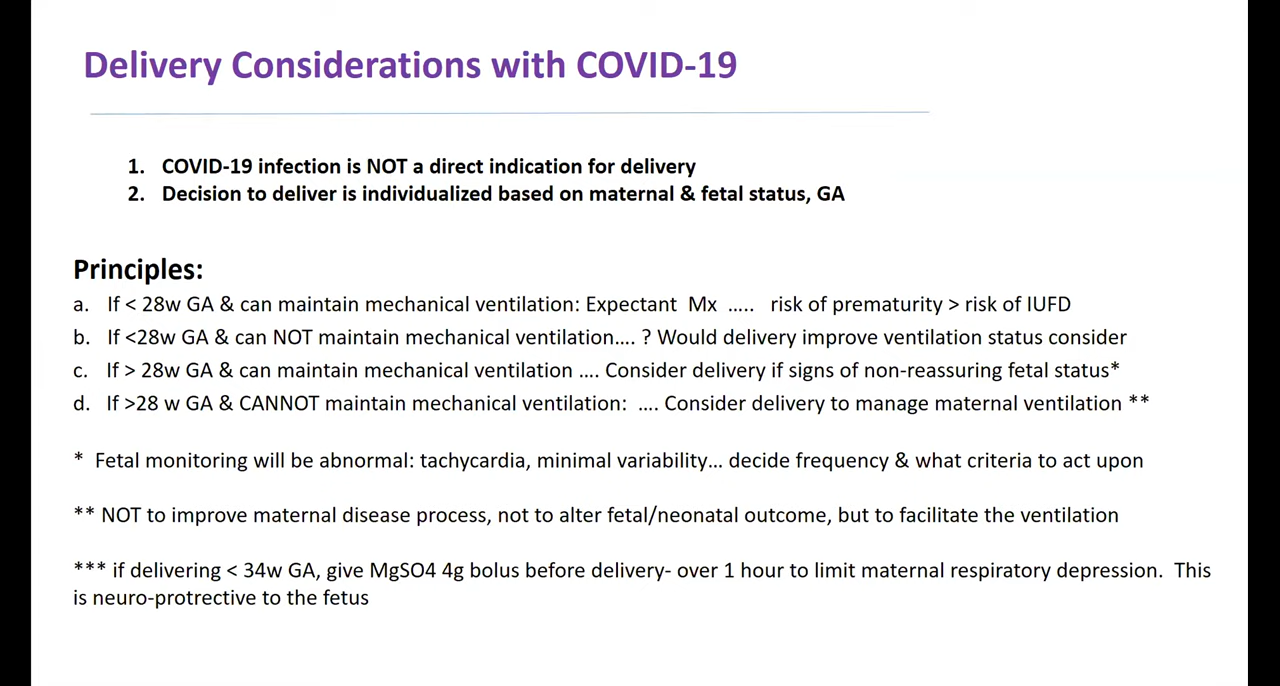 Delivery Considerations with COVID-19
1. COVID-19 infection is NOT a direct indication for delivery
2. Decision to deliver is individualized based on maternal & fetal status, GA
Principles:
a. If < 28w GA & can maintain mechanical ventilation: Expectant Mx ..... risk of prematurity > risk of IUFD
b. If <28w GA & can NOT maintain mechanical ventilation.... ? Would delivery improve ventilation status consider
c. If > 28w GA & can maintain mechanical ventilation .... Consider delivery if signs of non-reassuring fetal status*
d. If >28 w GA & CANNOT maintain mechanical ventilation: .... Consider delivery to manage maternal ventilation **
* Fetal monitoring will be abnormal: tachycardia, minimal variability... decide frequency & what criteria to act upon
** NOT to improve maternal disease process, not to alter fetal/neonatal outcome, but to facilitate the ventilation
*** if delivering < 34w GA, give MgSO4 4g bolus before delivery- over 1 hour to limit maternal respiratory depression. This
is neuro-protrective to the fetus